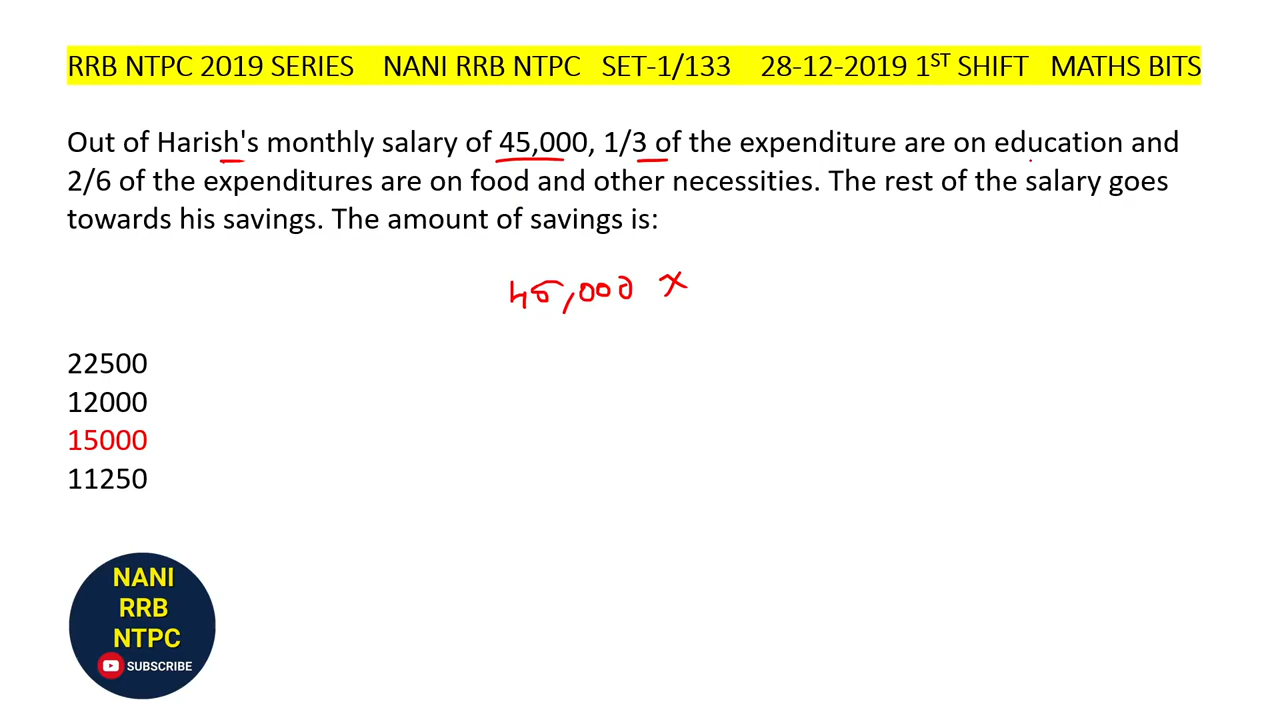 RRB NTPC 2019 SERIES NANI RRB NTPC SET-1/133 28-12-2019 1ST SHIFT MATHS BITS
Out of Harish's monthly salary of 45,000, 1/3 of the expenditure are on education and
2/6 of the expenditures are on food and other necessities. The rest of the salary goes
towards his savings. The amount of savings is:
45,000 ×
22500
12000
15000
11250
NANI
RRB
NTPC
SUBSCRIBE